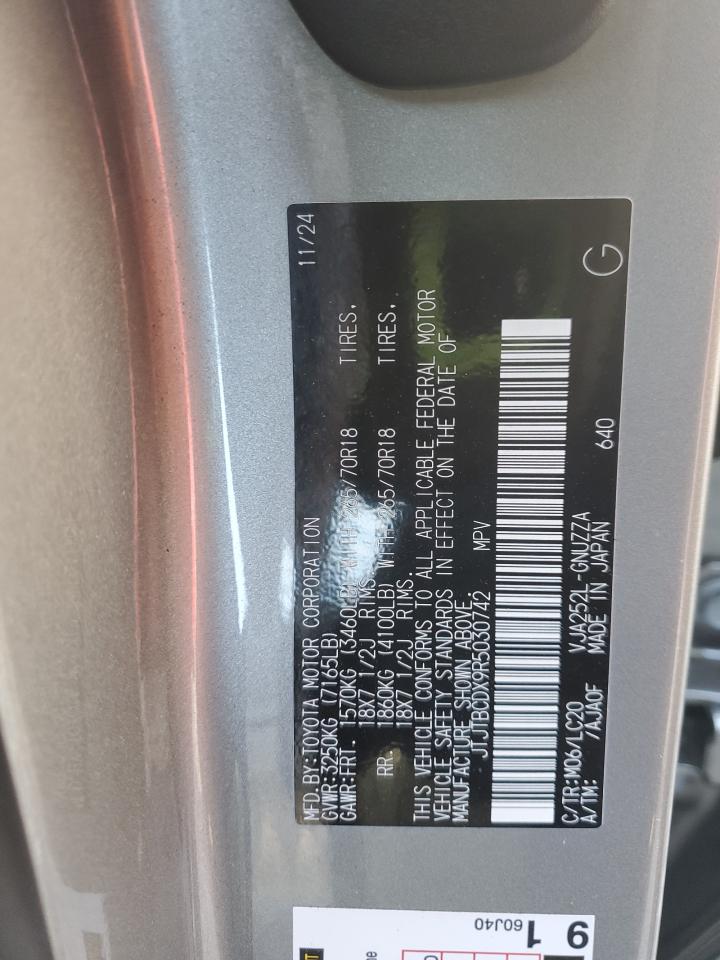 MFD.BY:TOYOTA MOTOR CORPORATION 11/24
GVWR:3250KG (7165LB)
GAWR:FRT. 1570KG (3460LB) WITH 265/70R18 TIRES,
18X7 1/2J RIMS.
RR. 1860KG (4100LB) WITH 265/70R18 TIRES,
18X7 1/2J RIMS.
THIS VEHICLE CONFORMS TO ALL APPLICABLE FEDERAL MOTOR
VEHICLE SAFETY STANDARDS IN EFFECT ON THE DATE OF
MANUFACTURE SHOWN ABOVE.
JTJTBCDX9R5030742 MPV
C/TR:M06/LC20 VJA252L-GNUZZA G
A/TM: /AJA0F MADE IN JAPAN 640
91
60J40